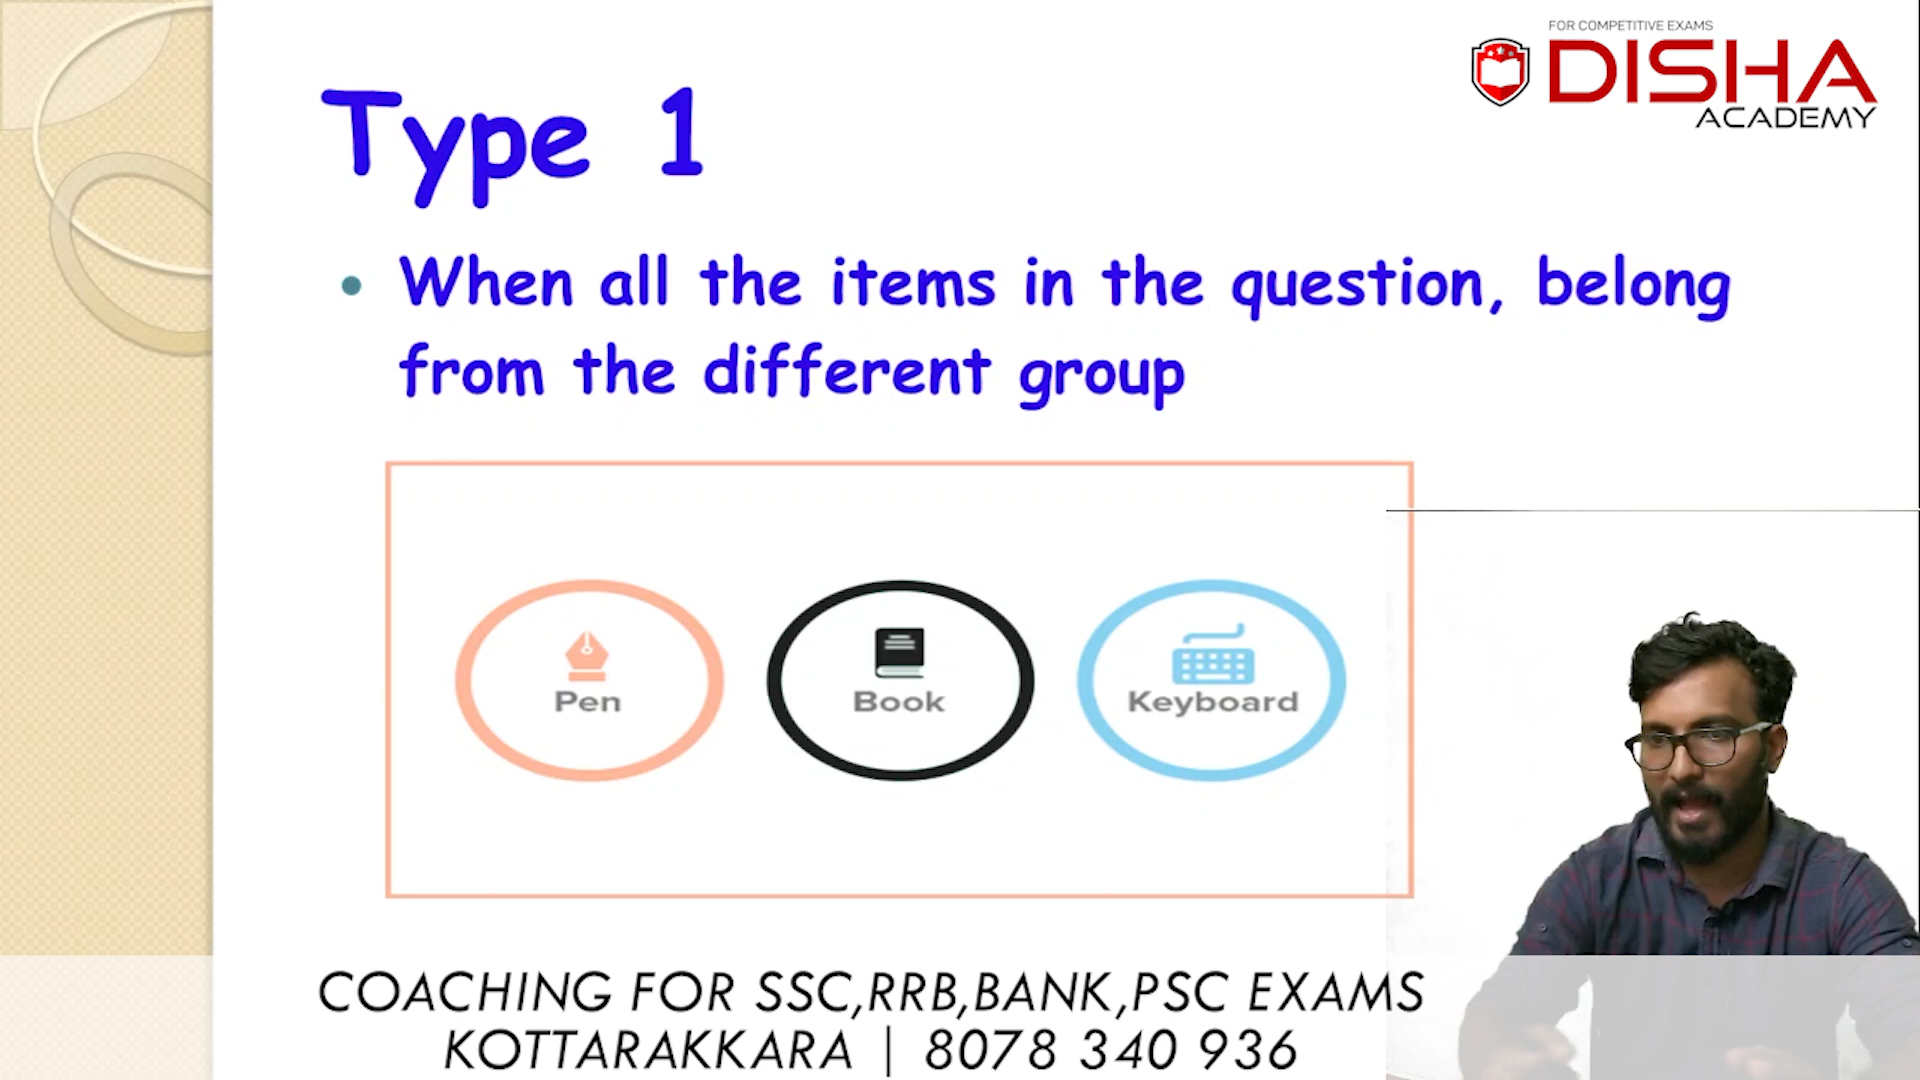 FOR COMPETITIVE EXAMS
DISHA
ACADEMY
Type 1
When all the items in the question, belong
from the different group
Pen
Book
Keyboard
COACHING FOR SSC,RRB,BANK,PSC EXAMS
KOTTARAKKARA | 8078 340 936